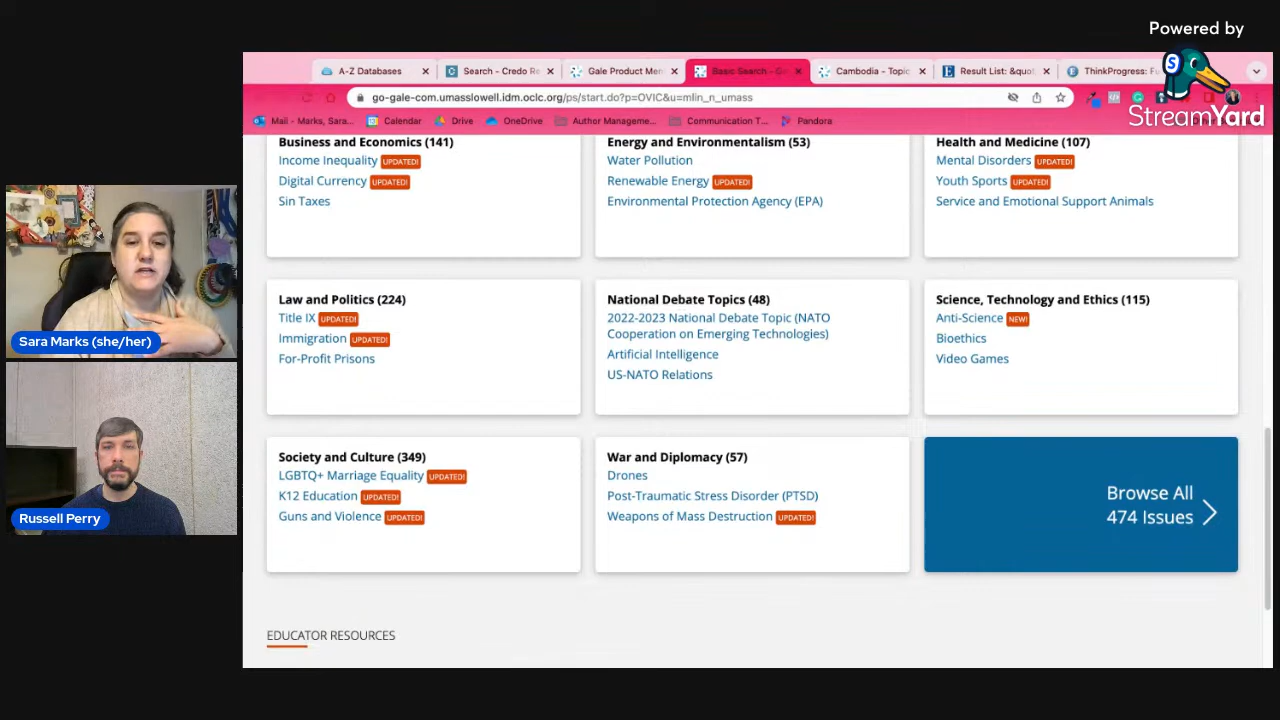 Powered by
StreamYard
A-Z Databases
Search - Credo Re
Gale Product Men
Basic Search - Ga
Cambodia - Topic
Result List: &quo
ThinkProgress: Fu
go-gale-com.umasslowell.idm.oclc.org/ps/start.do?p=OVIC&u=mlin_n_umass
Mail - Marks, Sara...
Calendar
Drive
OneDrive
Author Manageme...
Communication T...
Pandora
Business and Economics (141)
Income Inequality UPDATED!
Digital Currency UPDATED!
Sin Taxes
Energy and Environmentalism (53)
Water Pollution
Renewable Energy UPDATED!
Environmental Protection Agency (EPA)
Health and Medicine (107)
Mental Disorders UPDATED!
Youth Sports UPDATED!
Service and Emotional Support Animals
Law and Politics (224)
Title IX UPDATED!
Immigration UPDATED!
For-Profit Prisons
National Debate Topics (48)
2022-2023 National Debate Topic (NATO
Cooperation on Emerging Technologies)
Artificial Intelligence
US-NATO Relations
Science, Technology and Ethics (115)
Anti-Science NEW!
Bioethics
Video Games
Society and Culture (349)
LGBTQ+ Marriage Equality UPDATED!
K12 Education UPDATED!
Guns and Violence UPDATED!
War and Diplomacy (57)
Drones
Post-Traumatic Stress Disorder (PTSD)
Weapons of Mass Destruction UPDATED!
Browse All
474 Issues
EDUCATOR RESOURCES
Sara Marks (she/her)
Russell Perry